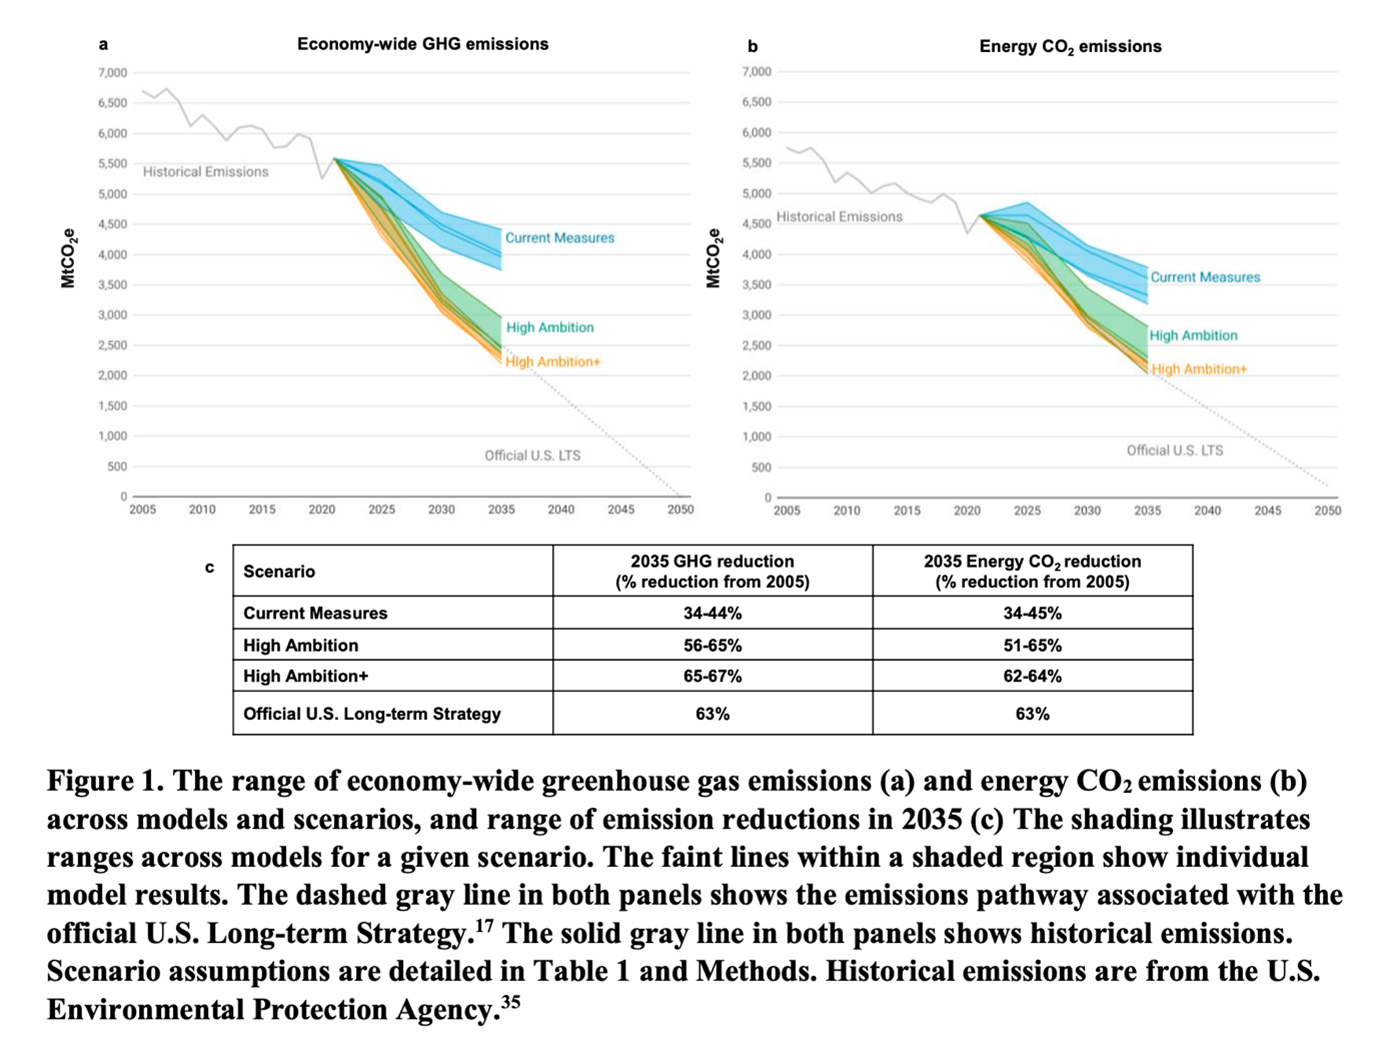 a
Economy-wide GHG emissions
7,000
6,500
6,000
5,500
5,000
4,500
4,000
3,500
3,000
2,500
2,000
1,500
1,000
500
0
MtCO₂e
Historical Emissions
Current Measures
High Ambition
High Ambition+
Official U.S. LTS
2005 2010 2015 2020 2025 2030 2035 2040 2045 2050
b
Energy CO₂ emissions
7,000
6,500
6,000
5,500
5,000
4,500
4,000
3,500
3,000
2,500
2,000
1,500
1,000
500
0
MtCO₂e
Historical Emissions
Current Measures
High Ambition
High Ambition+
Official U.S. LTS
2005 2010 2015 2020 2025 2030 2035 2040 2045 2050
c
Scenario
2035 GHG reduction
(% reduction from 2005)
2035 Energy CO₂ reduction
(% reduction from 2005)
Current Measures 34-44% 34-45%
High Ambition 56-65% 51-65%
High Ambition+ 65-67% 62-64%
Official U.S. Long-term Strategy 63% 63%
Figure 1. The range of economy-wide greenhouse gas emissions (a) and energy CO₂ emissions (b)
across models and scenarios, and range of emission reductions in 2035 (c) The shading illustrates
ranges across models for a given scenario. The faint lines within a shaded region show individual
model results. The dashed gray line in both panels shows the emissions pathway associated with the
official U.S. Long-term Strategy.¹⁷ The solid gray line in both panels shows historical emissions.
Scenario assumptions are detailed in Table 1 and Methods. Historical emissions are from the U.S.
Environmental Protection Agency.³⁵